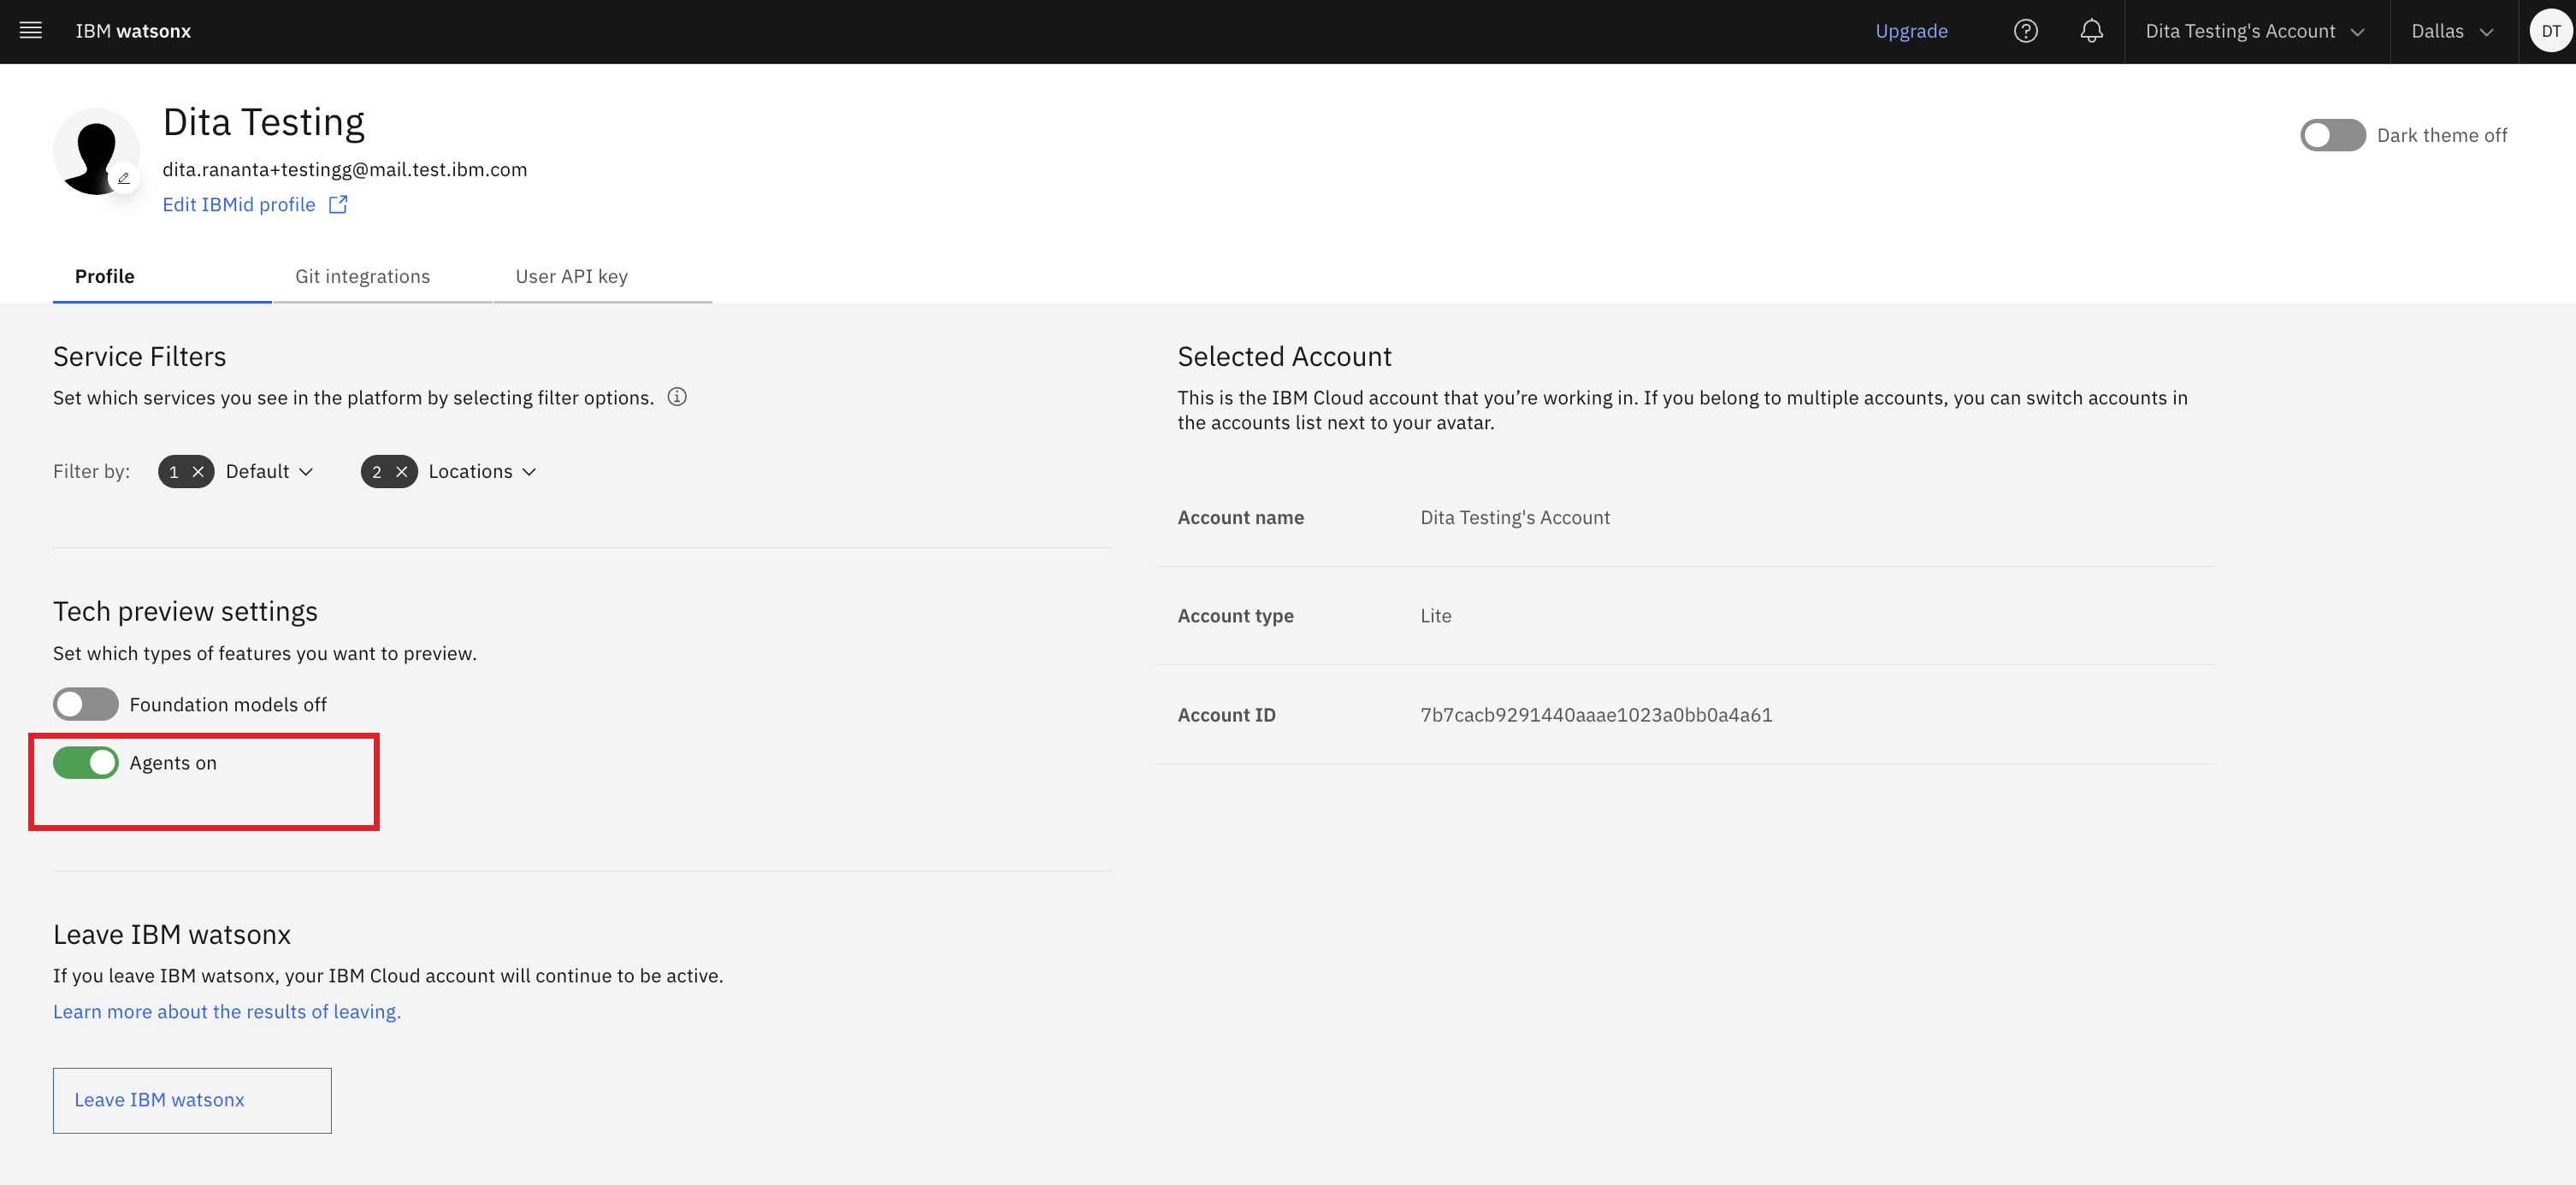 IBM watsonx
Upgrade
Dita Testing's Account
Dallas
DT
Dita Testing
dita.rananta+testingg@mail.test.ibm.com
Edit IBMid profile
Dark theme off
Profile
Git integrations
User API key
Service Filters
Set which services you see in the platform by selecting filter options.
Filter by:
1
Default
2
Locations
Tech preview settings
Set which types of features you want to preview.
Foundation models off
Agents on
Leave IBM watsonx
If you leave IBM watsonx, your IBM Cloud account will continue to be active.
Learn more about the results of leaving.
Leave IBM watsonx
Selected Account
This is the IBM Cloud account that you’re working in. If you belong to multiple accounts, you can switch accounts in
the accounts list next to your avatar.
Account name
Dita Testing's Account
Account type
Lite
Account ID
7b7cacb9291440aaae1023a0bb0a4a61